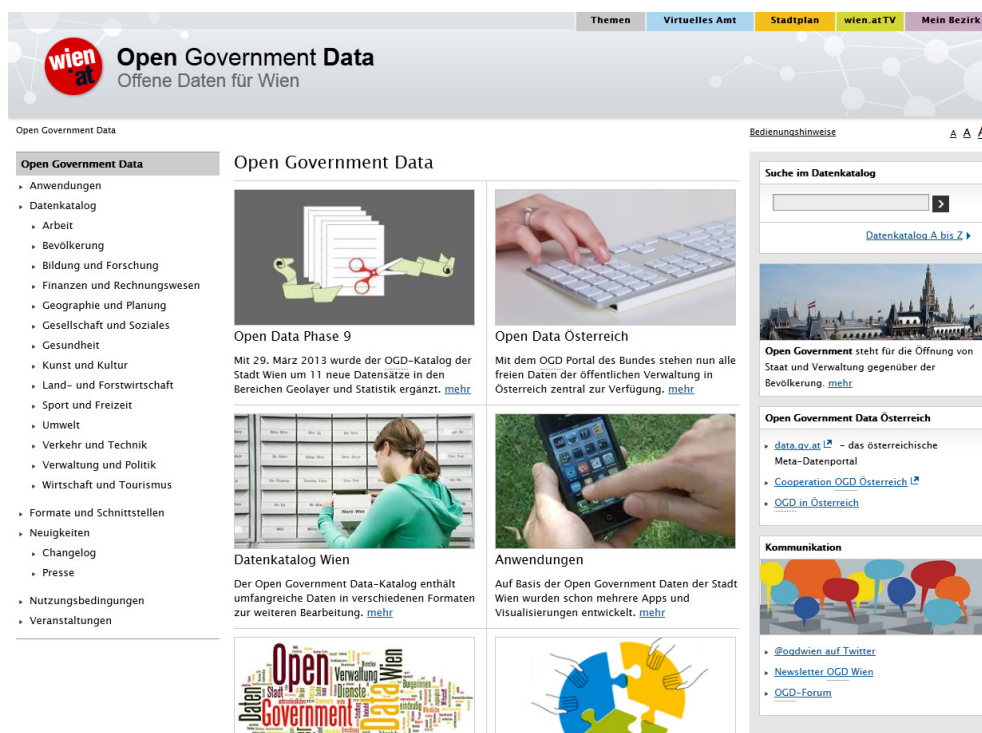 Themen
Virtuelles Amt
Stadtplan
wien.at TV
Mein Bezirk
wien
.at
Open Government Data
Offene Daten für Wien
Open Government Data
Bedienungshinweise
A A A
Open Government Data
Anwendungen
Datenkatalog
Arbeit
Bevölkerung
Bildung und Forschung
Finanzen und Rechnungswesen
Geographie und Planung
Gesellschaft und Soziales
Gesundheit
Kunst und Kultur
Land- und Forstwirtschaft
Sport und Freizeit
Umwelt
Verkehr und Technik
Verwaltung und Politik
Wirtschaft und Tourismus
Formate und Schnittstellen
Neuigkeiten
Changelog
Presse
Nutzungsbedingungen
Veranstaltungen
Open Government Data
Open Data Phase 9
Mit 29. März 2013 wurde der OGD-Katalog der
Stadt Wien um 11 neue Datensätze in den
Bereichen Geolayer und Statistik ergänzt. mehr
Open Data Österreich
Mit dem OGD Portal des Bundes stehen nun alle
freien Daten der öffentlichen Verwaltung in
Österreich zentral zur Verfügung. mehr
Datenkatalog Wien
Der Open Government Data-Katalog enthält
umfangreiche Daten in verschiedenen Formaten
zur weiteren Bearbeitung. mehr
Anwendungen
Auf Basis der Open Government Daten der Stadt
Wien wurden schon mehrere Apps und
Visualisierungen entwickelt. mehr
Open
Verwaltung
Stadt
Dienste
Daten
Government
Data
Wien
BürgerInnen
eindeutig
Suche im Datenkatalog
Datenkatalog A bis Z
Open Government steht für die Öffnung von
Staat und Verwaltung gegenüber der
Bevölkerung. mehr
Open Government Data Österreich
data.gv.at – das österreichische
Meta-Datenportal
Cooperation OGD Österreich
OGD in Österreich
Kommunikation
@ogdwien auf Twitter
Newsletter OGD Wien
OGD-Forum